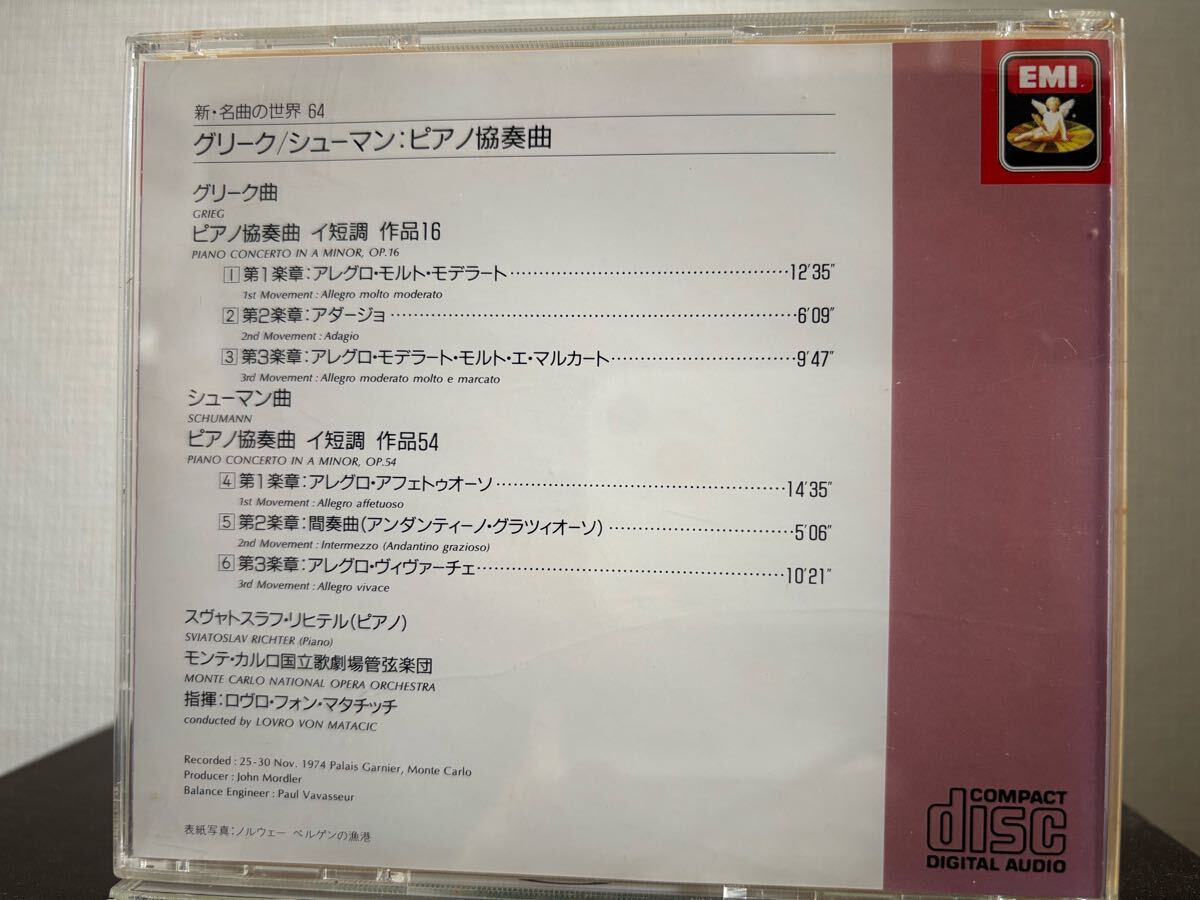 新・名曲の世界 64
グリーク/シューマン:ピアノ協奏曲
EMI
グリーク曲
GRIEG
ピアノ協奏曲 イ短調 作品16
PIANO CONCERTO IN A MINOR, OP.16
1 第1楽章:アレグロ・モルト・モデラート 12'35"
1st Movement : Allegro molto moderato
2 第2楽章:アダージョ 6'09"
2nd Movement : Adagio
3 第3楽章:アレグロ・モデラート・モルト・エ・マルカート 9'47"
3rd Movement : Allegro moderato molto e marcato
シューマン曲
SCHUMANN
ピアノ協奏曲 イ短調 作品54
PIANO CONCERTO IN A MINOR, OP.54
4 第1楽章:アレグロ・アフェトゥオーソ 14'35"
1st Movement : Allegro affetuoso
5 第2楽章:間奏曲(アンダンティーノ・グラツィオーソ) 5'06"
2nd Movement : Intermezzo (Andantino grazioso)
6 第3楽章:アレグロ・ヴィヴァーチェ 10'21"
3rd Movement : Allegro vivace
スヴャトスラフ・リヒテル(ピアノ)
SVIATOSLAV RICHTER (Piano)
モンテ・カルロ国立歌劇場管弦楽団
MONTE CARLO NATIONAL OPERA ORCHESTRA
指揮:ロヴロ・フォン・マタチッチ
conducted by LOVRO VON MATACIC
Recorded : 25-30 Nov. 1974 Palais Garnier, Monte Carlo
Producer : John Mordler
Balance Engineer : Paul Vavasseur
表紙写真:ノルウェー ベルゲンの漁港
COMPACT
disc
DIGITAL AUDIO